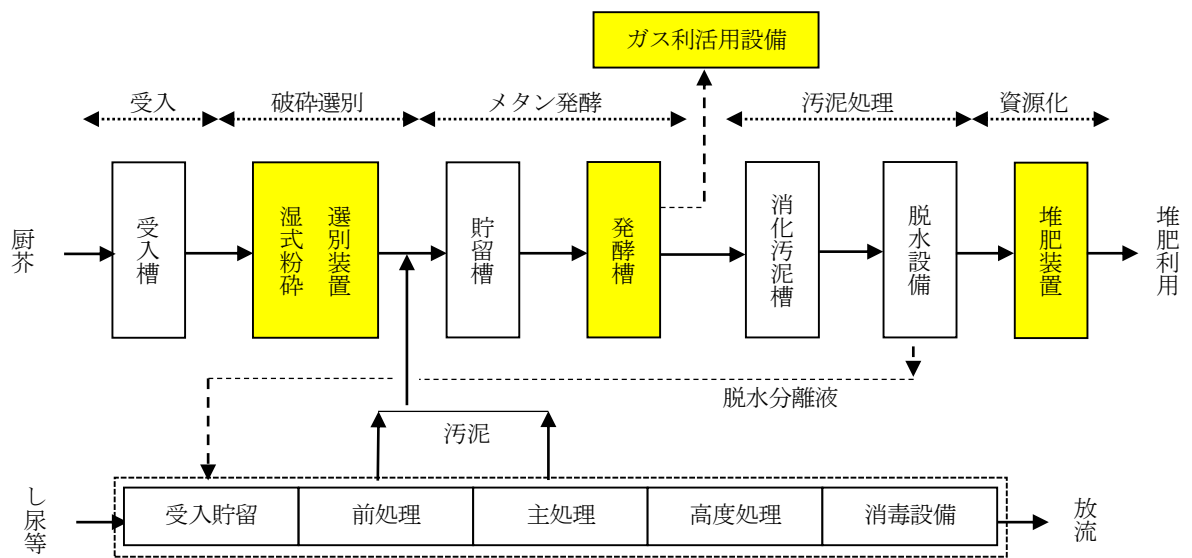 ガス利活用設備
受入
破砕選別
メタン発酵
汚泥処理
資源化
厨芥
受入槽
湿式粉砕
選別装置
貯留槽
発酵槽
消化汚泥槽
脱水設備
堆肥装置
堆肥利用
脱水分離液
汚泥
し尿等
受入貯留
前処理
主処理
高度処理
消毒設備
放流